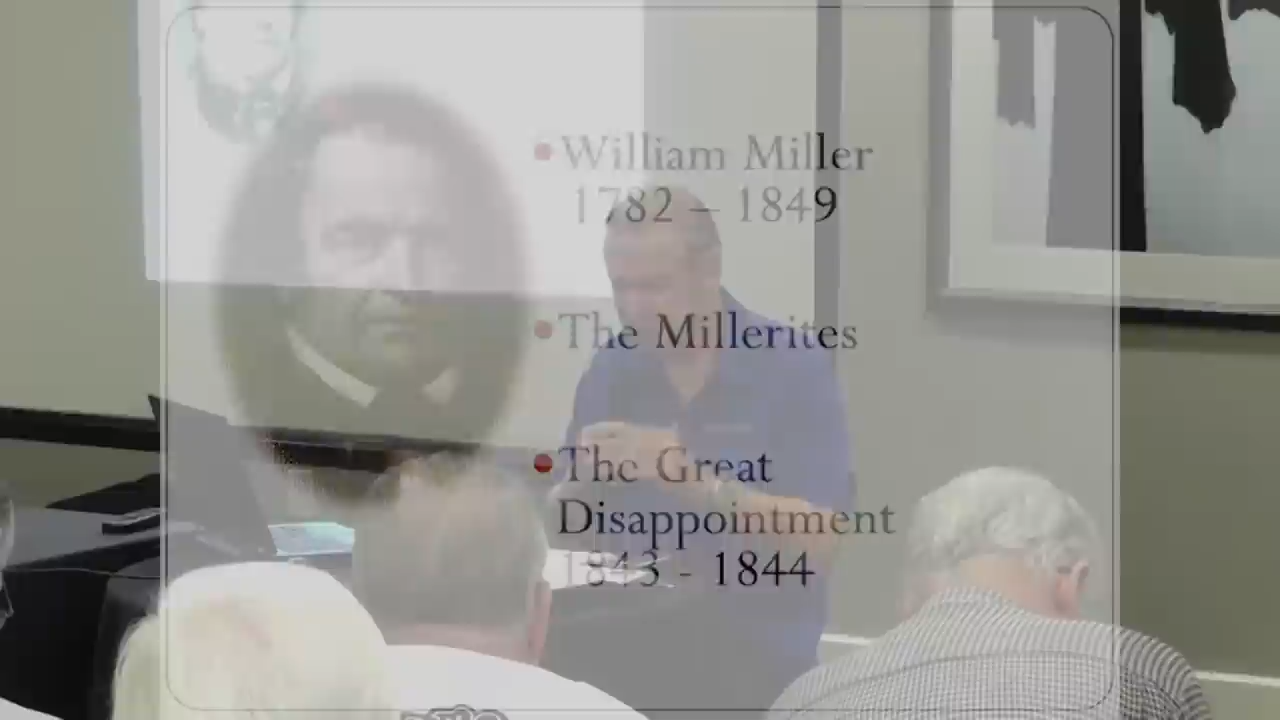 •William Miller
1782 – 1849
•The Millerites
•The Great
Disappointment
1843 - 1844